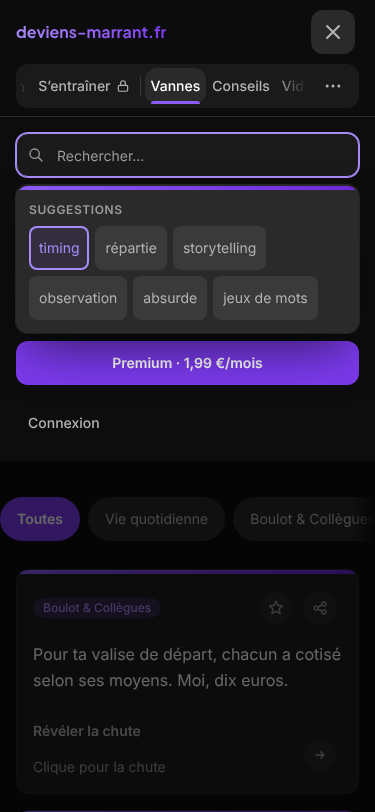 deviens-marrant.fr
S'entraîner
Vannes
Conseils
Vid
Rechercher...
SUGGESTIONS
timing
répartie
storytelling
observation
absurde
jeux de mots
Premium · 1,99 €/mois
Connexion
Toutes
Vie quotidienne
Boulot & Collègues
Boulot & Collègues
Pour ta valise de départ, chacun a cotisé
selon ses moyens. Moi, dix euros.
Révéler la chute
Clique pour la chute